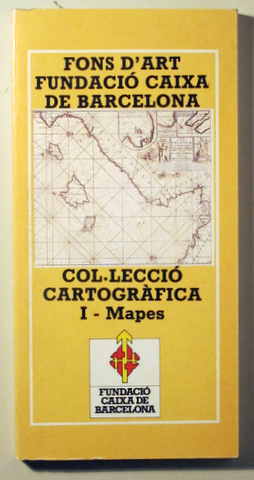 FONS D'ART
FUNDACIÓ CAIXA
DE BARCELONA
COL·LECCIÓ
CARTOGRÀFICA
I - Mapes
FUNDACIÓ
CAIXA DE
BARCELONA